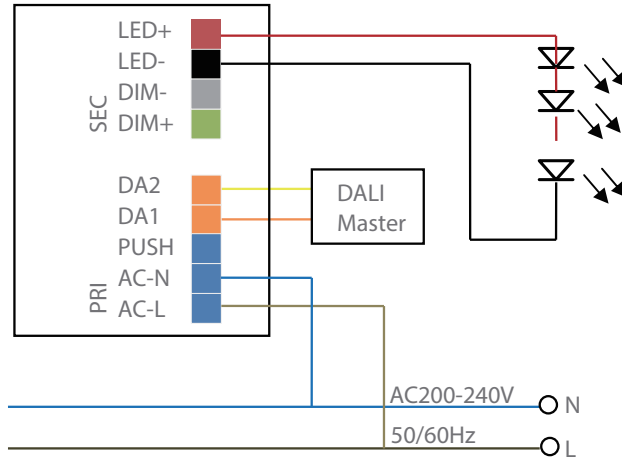 LED+
LED-
DIM-
DIM+
SEC
DA2
DA1
PUSH
AC-N
AC-L
PRI
DALI
Master
AC200-240V
N
50/60Hz
L